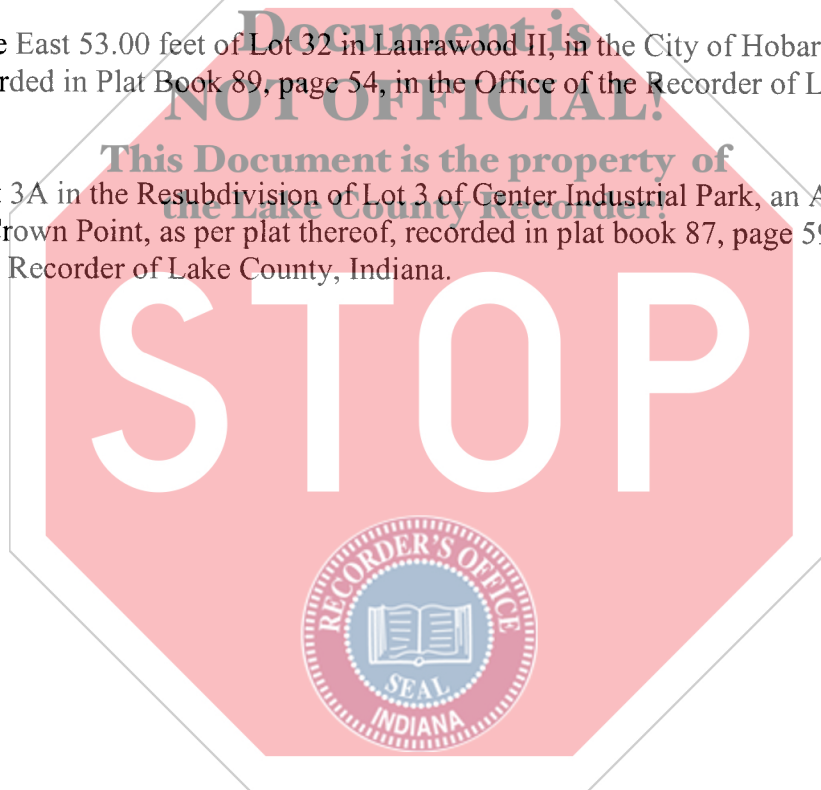 Document is
e East 53.00 feet of Lot 32 in Laurawood II, in the City of Hobar
rded in Plat Book 89, page 54, in the Office of the Recorder of L
NOT OFFICIAL!
This Document is the property of
3A in the Resubdivision of Lot 3 of Center Industrial Park, an A
the Lake County Recorder!
Crown Point, as per plat thereof, recorded in plat book 87, page 59
Recorder of Lake County, Indiana.
STOP
RECORDER'S OFFICE
SEAL
INDIANA